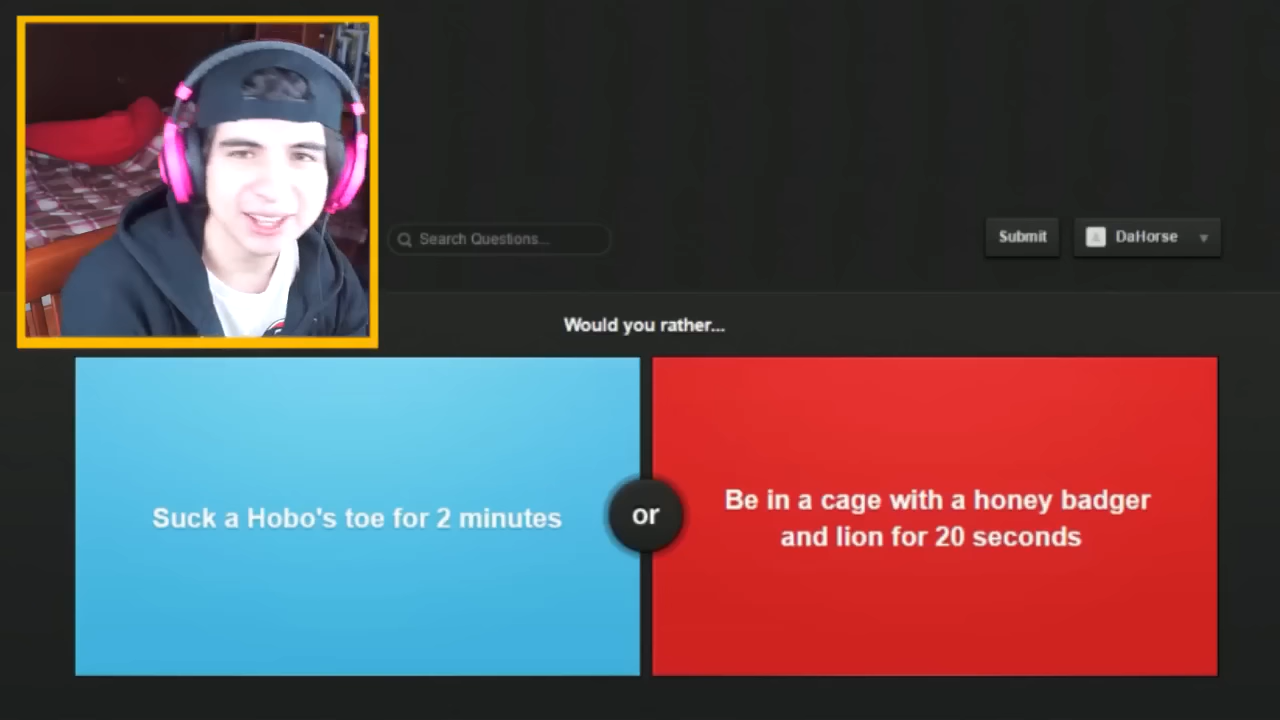 Search Questions...
Submit
DaHorse
Would you rather...
Suck a Hobo's toe for 2 minutes
or
Be in a cage with a honey badger
and lion for 20 seconds